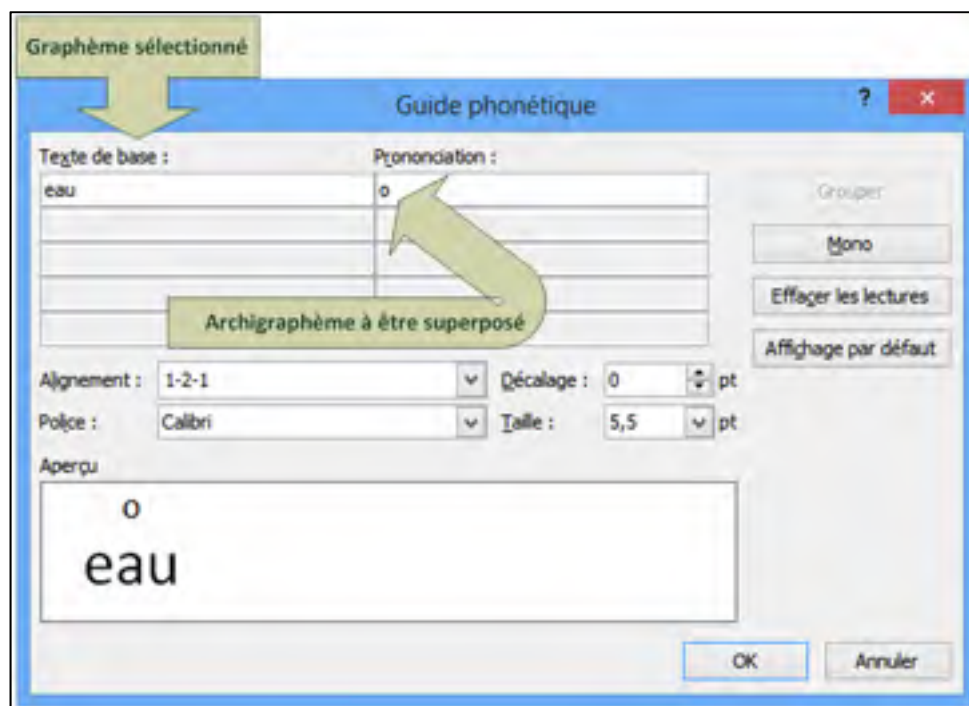 Graphème sélectionné
Guide phonétique
?
×
Texte de base :
Prononciation :
eau
o
Grouper
Mono
Archigraphème à être superposé
Effacer les lectures
Affichage par défaut
Alignement : 1-2-1
Décalage : 0 pt
Police : Calibri
Taille : 5,5 pt
Aperçu
o
eau
OK
Annuler